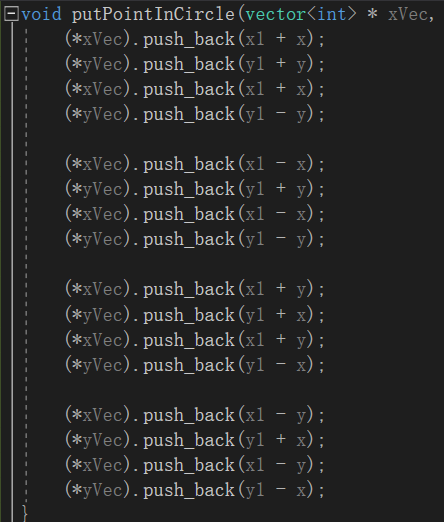 void putPointInCircle(vector<int> * xVec,
(*xVec).push_back(x1 + x);
(*yVec).push_back(y1 + y);
(*xVec).push_back(x1 + x);
(*yVec).push_back(y1 - y);
(*xVec).push_back(x1 - x);
(*yVec).push_back(y1 + y);
(*xVec).push_back(x1 - x);
(*yVec).push_back(y1 - y);
(*xVec).push_back(x1 + y);
(*yVec).push_back(y1 + x);
(*xVec).push_back(x1 + y);
(*yVec).push_back(y1 - x);
(*xVec).push_back(x1 - y);
(*yVec).push_back(y1 + x);
(*xVec).push_back(x1 - y);
(*yVec).push_back(y1 - x);
}